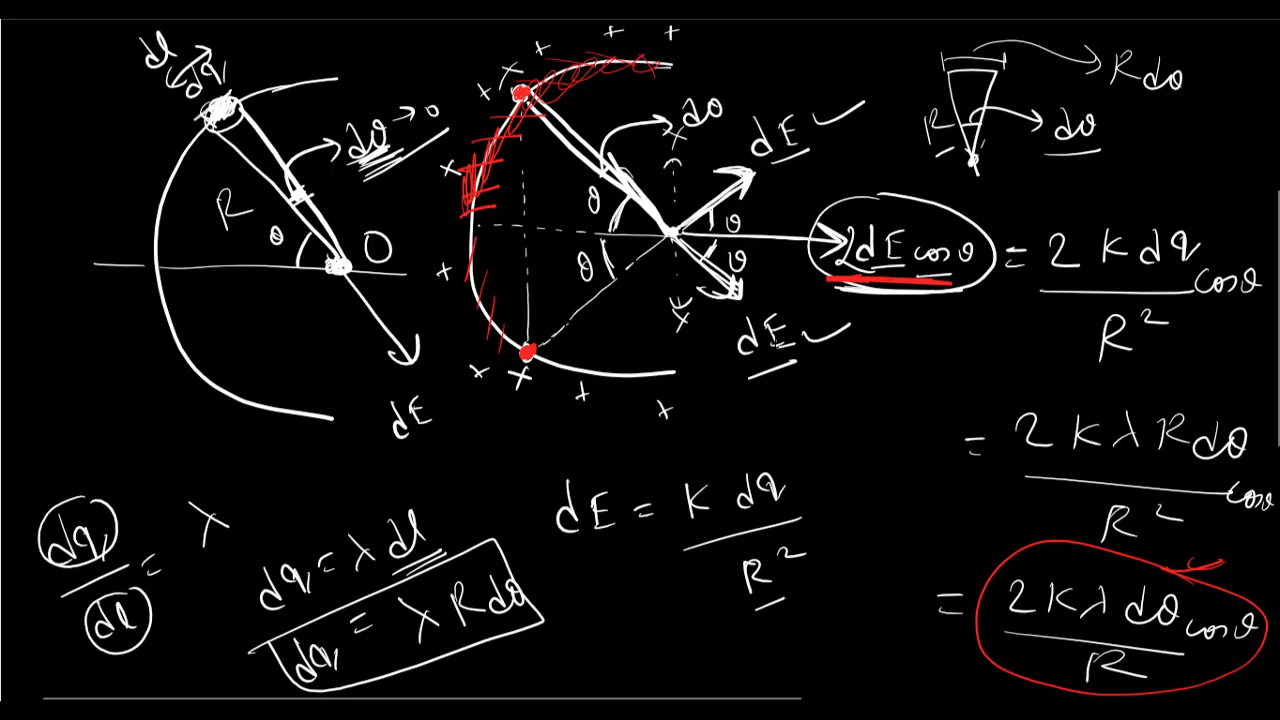 dl
dq
dθ → 0
R
θ
O
dE
+ + +
+ x
x
+
x x
+
+
dθ
θ
θ
x
x
dE ✓
θ
θ
dE ✓
R
Rdθ
dθ
2dE cosθ = 2 K dq cosθ / R²
= 2 K λ R dθ cosθ / R²
= 2 K λ dθ cosθ / R
dq / dl = λ
dq = λ dl
dq = λ R dθ
dE = K dq / R²